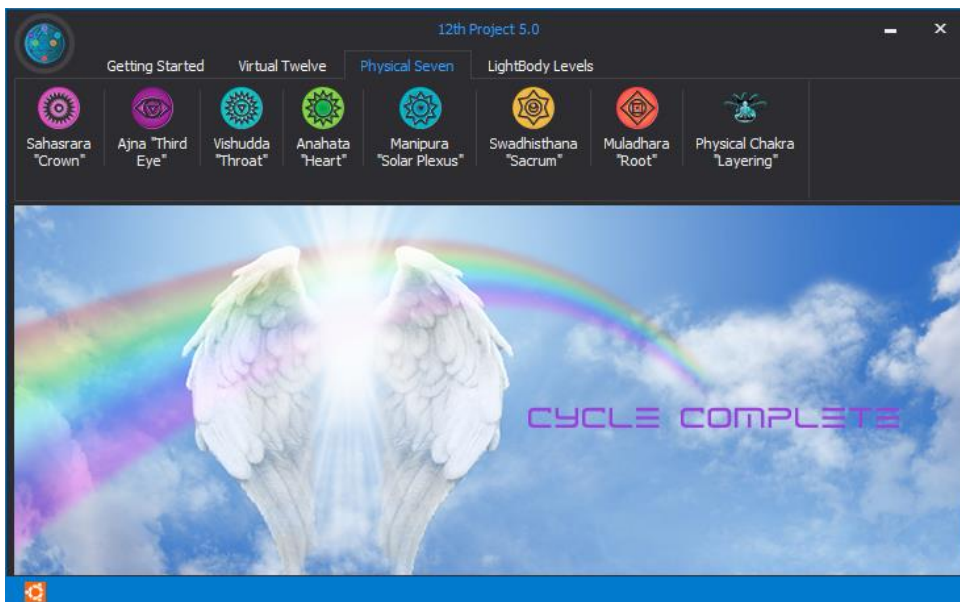 12th Project 5.0
Getting Started Virtual Twelve Physical Seven LightBody Levels
Sahasrara
"Crown"
Ajna "Third
Eye"
Vishudda
"Throat"
Anahata
"Heart"
Manipura
"Solar Plexus"
Swadhisthana
"Sacrum"
Muladhara
"Root"
Physical Chakra
"Layering"
CYCLE COMPLETE